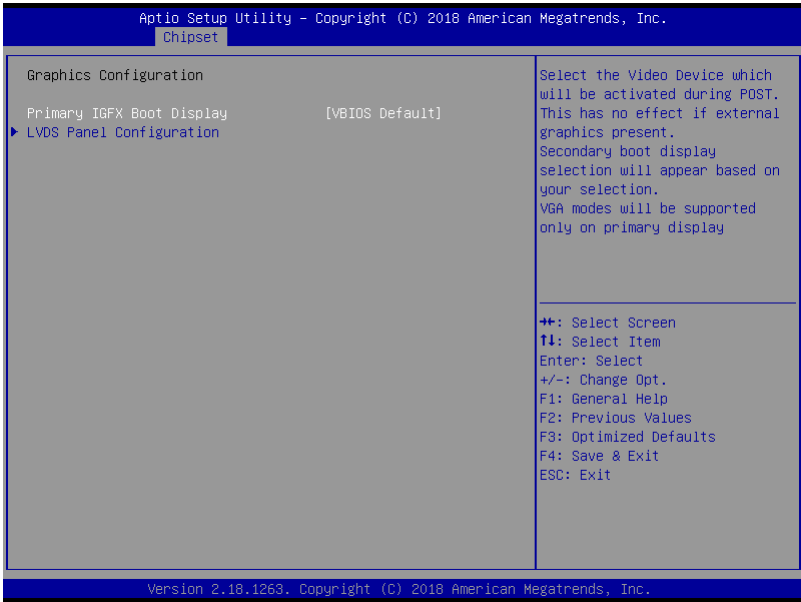 Aptio Setup Utility – Copyright (C) 2018 American Megatrends, Inc.
Chipset
Graphics Configuration
Primary IGFX Boot Display [VBIOS Default]
LVDS Panel Configuration
Select the Video Device which
will be activated during POST.
This has no effect if external
graphics present.
Secondary boot display
selection will appear based on
your selection.
VGA modes will be supported
only on primary display
→←: Select Screen
↑↓: Select Item
Enter: Select
+/-: Change Opt.
F1: General Help
F2: Previous Values
F3: Optimized Defaults
F4: Save & Exit
ESC: Exit
Version 2.18.1263. Copyright (C) 2018 American Megatrends, Inc.